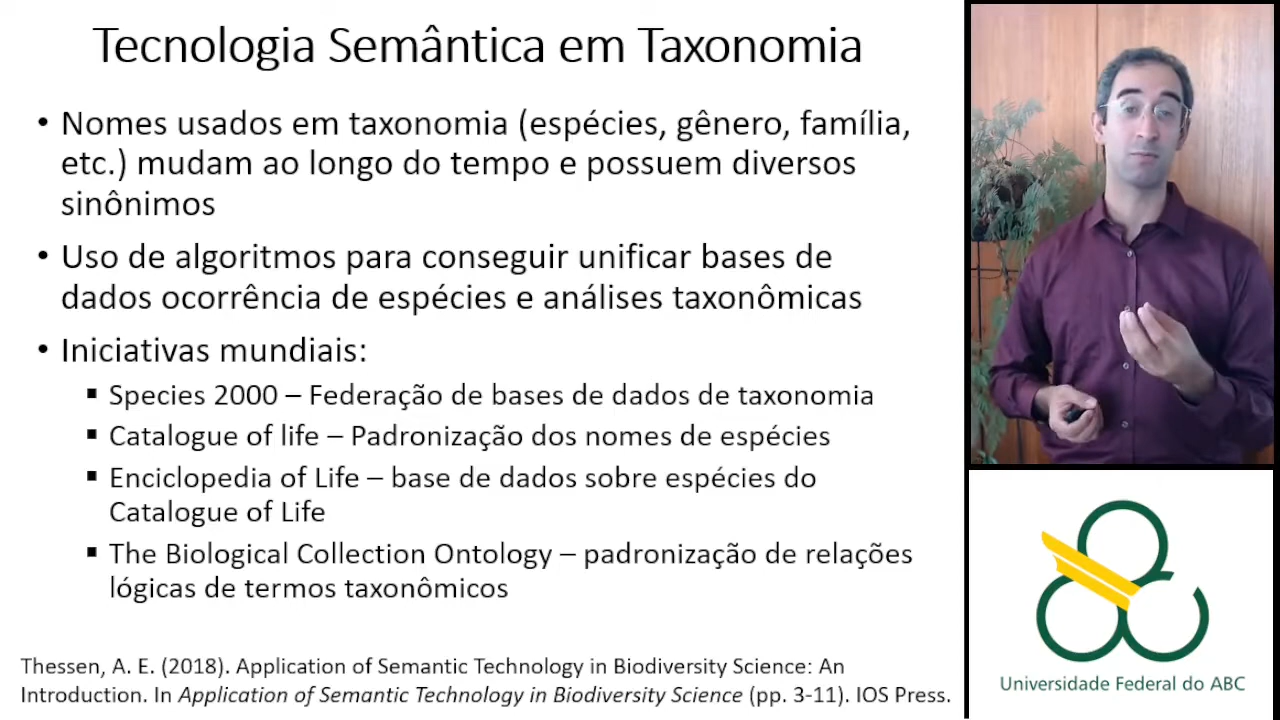 Tecnologia Semântica em Taxonomia
• Nomes usados em taxonomia (espécies, gênero, família,
etc.) mudam ao longo do tempo e possuem diversos
sinônimos
• Uso de algoritmos para conseguir unificar bases de
dados ocorrência de espécies e análises taxonômicas
• Iniciativas mundiais:
▪ Species 2000 – Federação de bases de dados de taxonomia
▪ Catalogue of life – Padronização dos nomes de espécies
▪ Enciclopedia of Life – base de dados sobre espécies do
Catalogue of Life
▪ The Biological Collection Ontology – padronização de relações
lógicas de termos taxonômicos
Thessen, A. E. (2018). Application of Semantic Technology in Biodiversity Science: An
Introduction. In Application of Semantic Technology in Biodiversity Science (pp. 3-11). IOS Press.
Universidade Federal do ABC